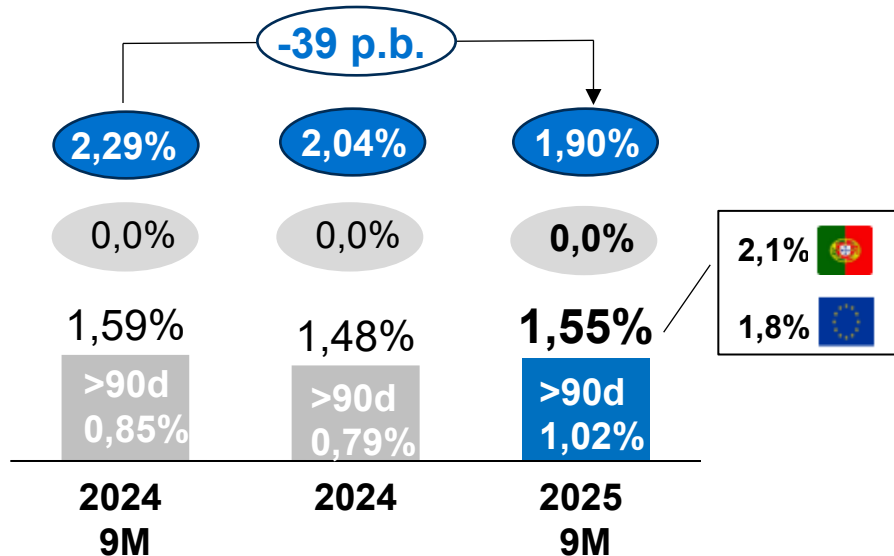 -39 p.b.
2,29% 2,04% 1,90%
0,0% 0,0% 0,0%
2,1%
1,8%
1,59% 1,48% 1,55%
>90d >90d >90d
0,85% 0,79% 1,02%
2024 2024 2025
9M 9M